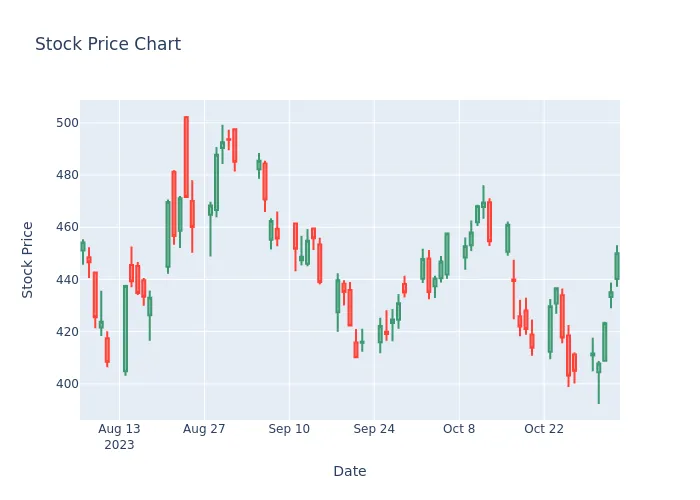 Stock Price Chart
Stock Price
500
480
460
440
420
400
Aug 13
2023
Aug 27
Sep 10
Sep 24
Oct 8
Oct 22
Date